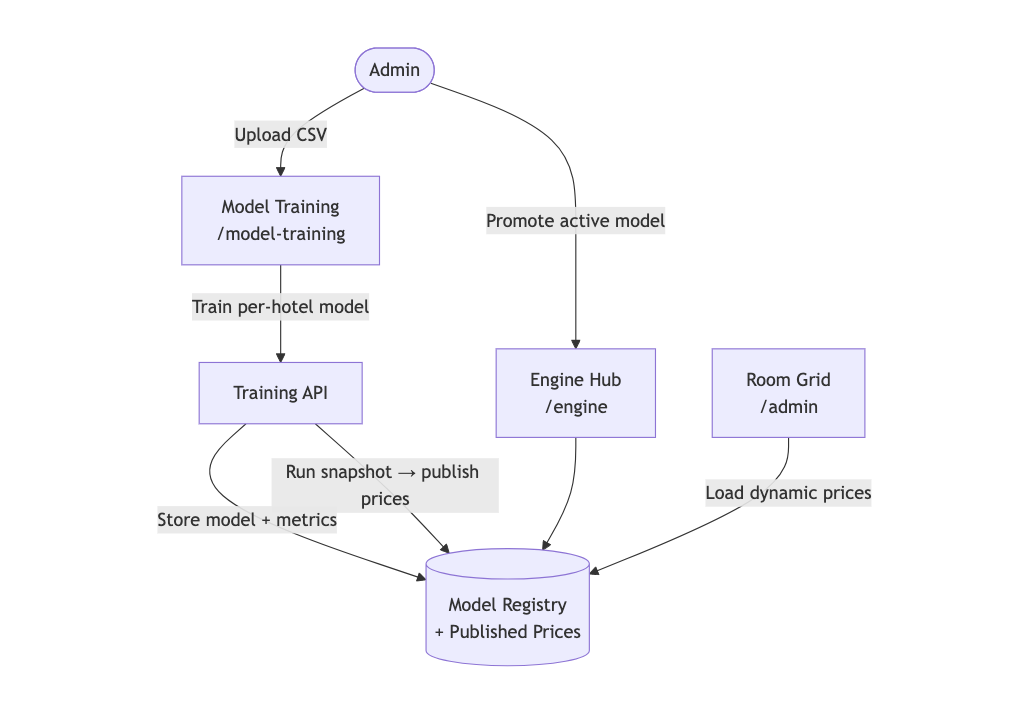 Admin
Upload CSV
Model Training
/model-training
Promote active model
Train per-hotel model
Training API
Engine Hub
/engine
Room Grid
/admin
Run snapshot → publish
prices
Load dynamic prices
Store model + metrics
Model Registry
+ Published Prices